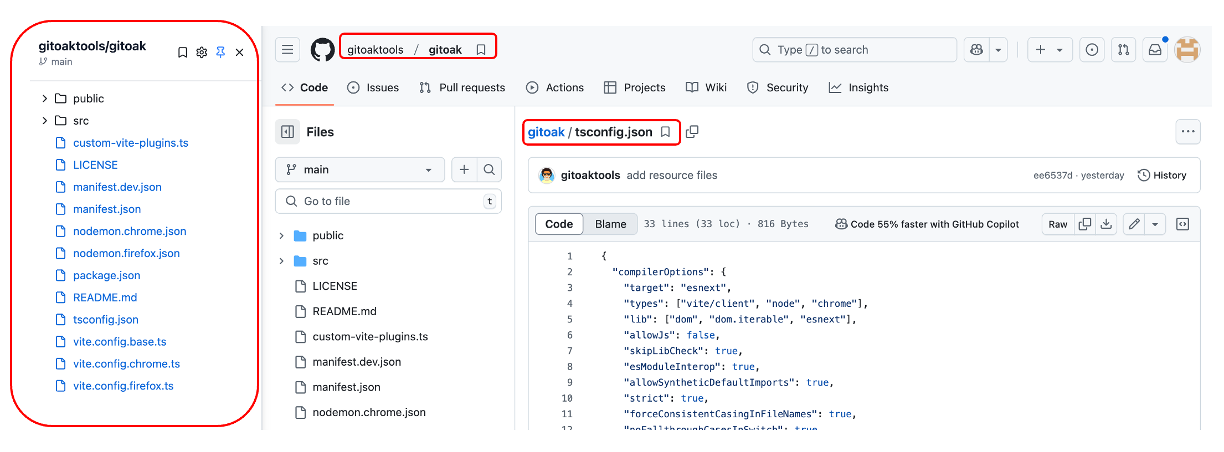 gitoaktools/gitoak
main
public
src
custom-vite-plugins.ts
LICENSE
manifest.dev.json
manifest.json
nodemon.chrome.json
nodemon.firefox.json
package.json
README.md
tsconfig.json
vite.config.base.ts
vite.config.chrome.ts
vite.config.firefox.ts
gitoaktools / gitoak
Type / to search
Code Issues Pull requests Actions Projects Wiki Security Insights
Files
main
Go to file t
public
src
LICENSE
README.md
custom-vite-plugins.ts
manifest.dev.json
manifest.json
nodemon.chrome.json
gitoak / tsconfig.json
gitoaktools add resource files ee6537d · yesterday History
Code Blame 33 lines (33 loc) · 816 Bytes Code 55% faster with GitHub Copilot Raw
1 {
2 "compilerOptions": {
3 "target": "esnext",
4 "types": ["vite/client", "node", "chrome"],
5 "lib": ["dom", "dom.iterable", "esnext"],
6 "allowJs": false,
7 "skipLibCheck": true,
8 "esModuleInterop": true,
9 "allowSyntheticDefaultImports": true,
10 "strict": true,
11 "forceConsistentCasingInFileNames": true,
12 "noFallthroughCasesInSwitch": true,